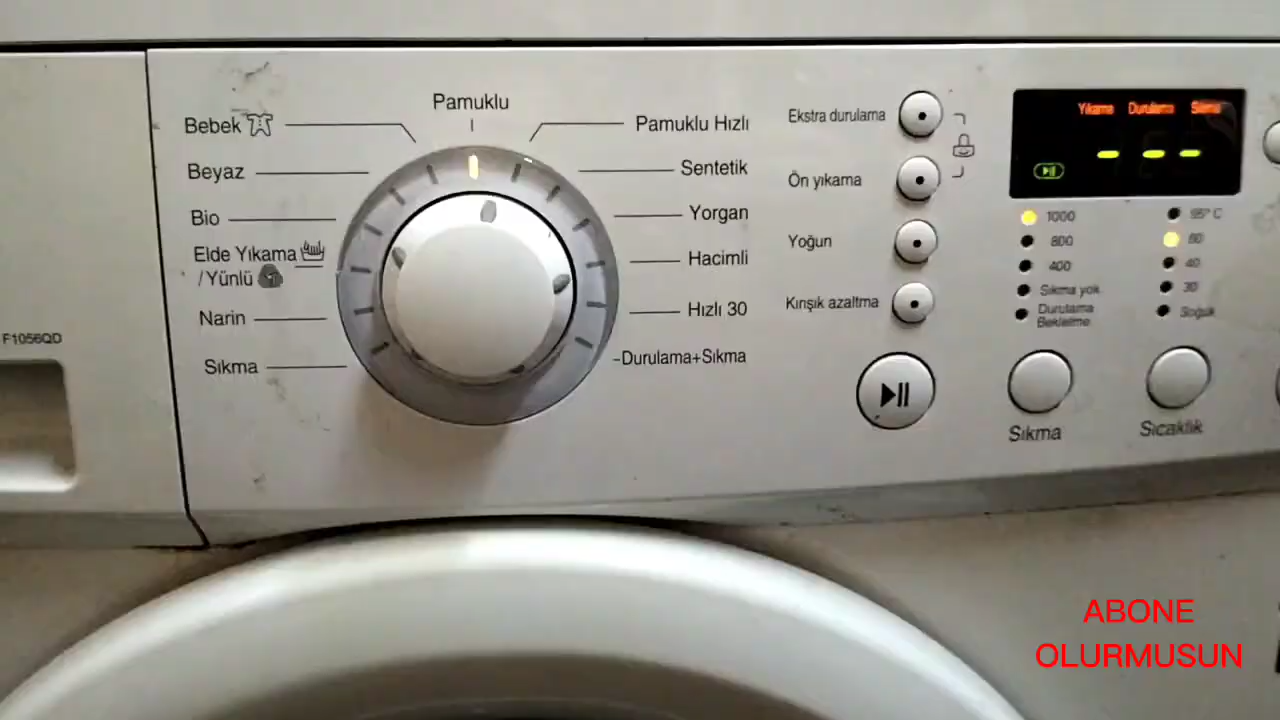 Pamuklu
Bebek
Beyaz
Bio
Elde Yıkama
/Yünlü
Narin
Sıkma
F1056QD
Pamuklu Hızlı
Sentetik
Yorgan
Hacimli
Hızlı 30
-Durulama+Sıkma
Ekstra durulama
Ön yıkama
Yoğun
Kırışık azaltma
Yıkama Durulama Sıkma
1000
800
400
Sıkma yok
Durulama
Bekletme
Sıkma
95° C
60
40
30
Soğuk
Sıcaklık
ABONE
OLURMUSUN